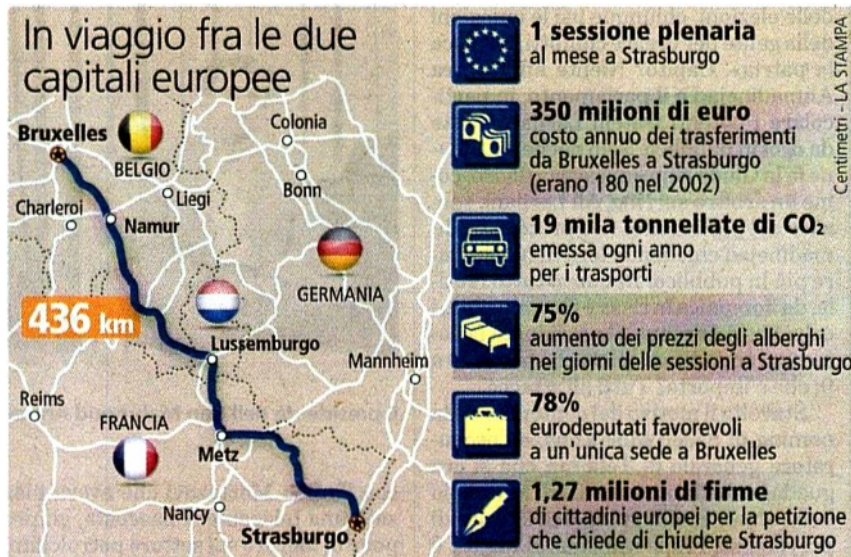 In viaggio fra le due
capitali europee
Bruxelles
BELGIO
Colonia
Bonn
Liegi
Charleroi
Namur
GERMANIA
436 km
Lussemburgo
Mannheim
Reims
FRANCIA
Metz
Nancy
Strasburgo
1 sessione plenaria
al mese a Strasburgo
350 milioni di euro
costo annuo dei trasferimenti
da Bruxelles a Strasburgo
(erano 180 nel 2002)
19 mila tonnellate di CO₂
emessa ogni anno
per i trasporti
75%
aumento dei prezzi degli alberghi
nei giorni delle sessioni a Strasburgo
78%
eurodeputati favorevoli
a un'unica sede a Bruxelles
1,27 milioni di firme
di cittadini europei per la petizione
che chiede di chiudere Strasburgo
Centimetri - LA STAMPA